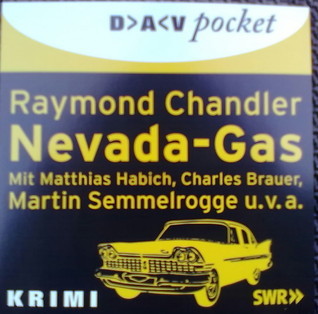 D>A<V pocket
Raymond Chandler
Nevada-Gas
Mit Matthias Habich, Charles Brauer,
Martin Semmelrogge u.v.a.
KRIMI
SWR>>